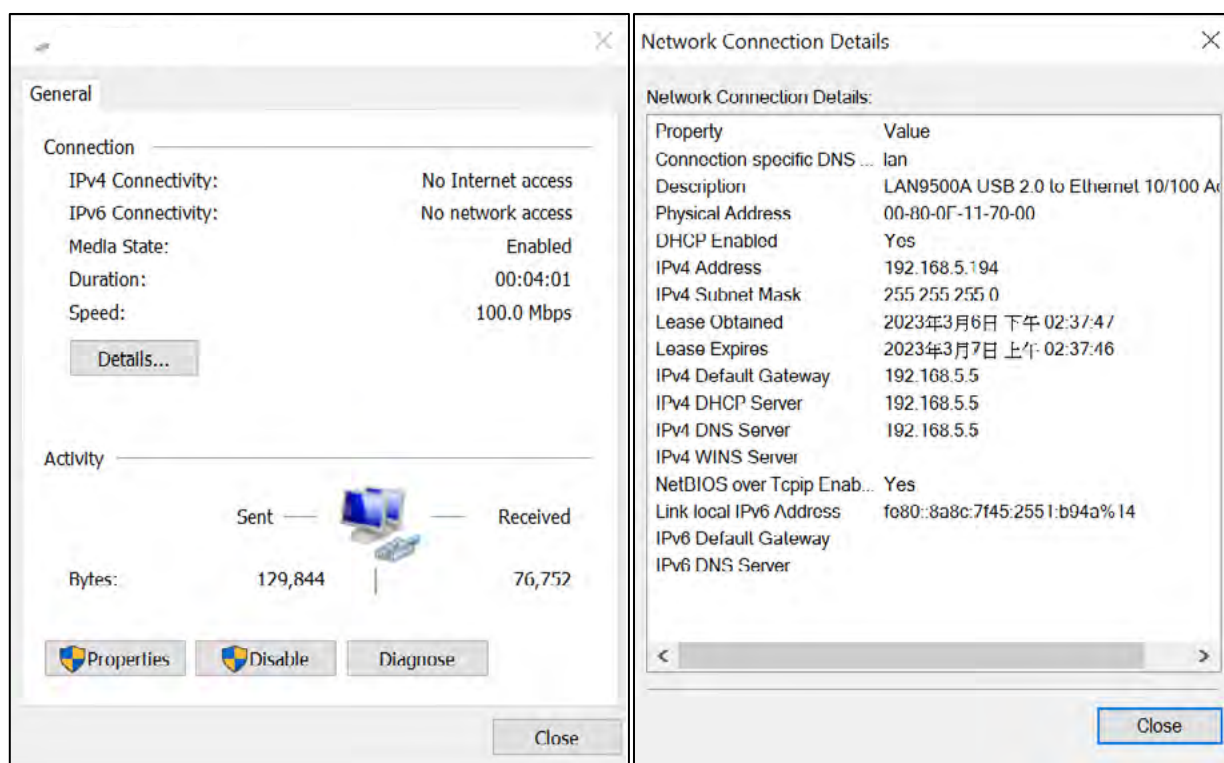 General
Connection
IPv4 Connectivity: No Internet access
IPv6 Connectivity: No network access
Media State: Enabled
Duration: 00:04:01
Speed: 100.0 Mbps
Details...
Activity
Sent Received
Bytes: 129,844 76,752
Properties Disable Diagnose
Close
Network Connection Details
Network Connection Details:
Property Value
Connection specific DNS ... lan
Description LAN9500A USB 2.0 to Ethernet 10/100 A
Physical Address 00-80-0F-11-70-00
DHCP Enabled Yes
IPv4 Address 192.168.5.194
IPv4 Subnet Mask 255 255 255 0
Lease Obtained 2023年3月6日 下午 02:37:47
Lease Expires 2023年3月7日 上午 02:37:46
IPv4 Default Gateway 192.168.5.5
IPv4 DHCP Server 192.168.5.5
IPv4 DNS Server 192.168.5.5
IPv4 WINS Server
NetBIOS over Tcpip Enab... Yes
Link local IPv6 Address fe80::8a8c:7f45:2551:b94a%14
IPv6 Default Gateway
IPv6 DNS Server
Close